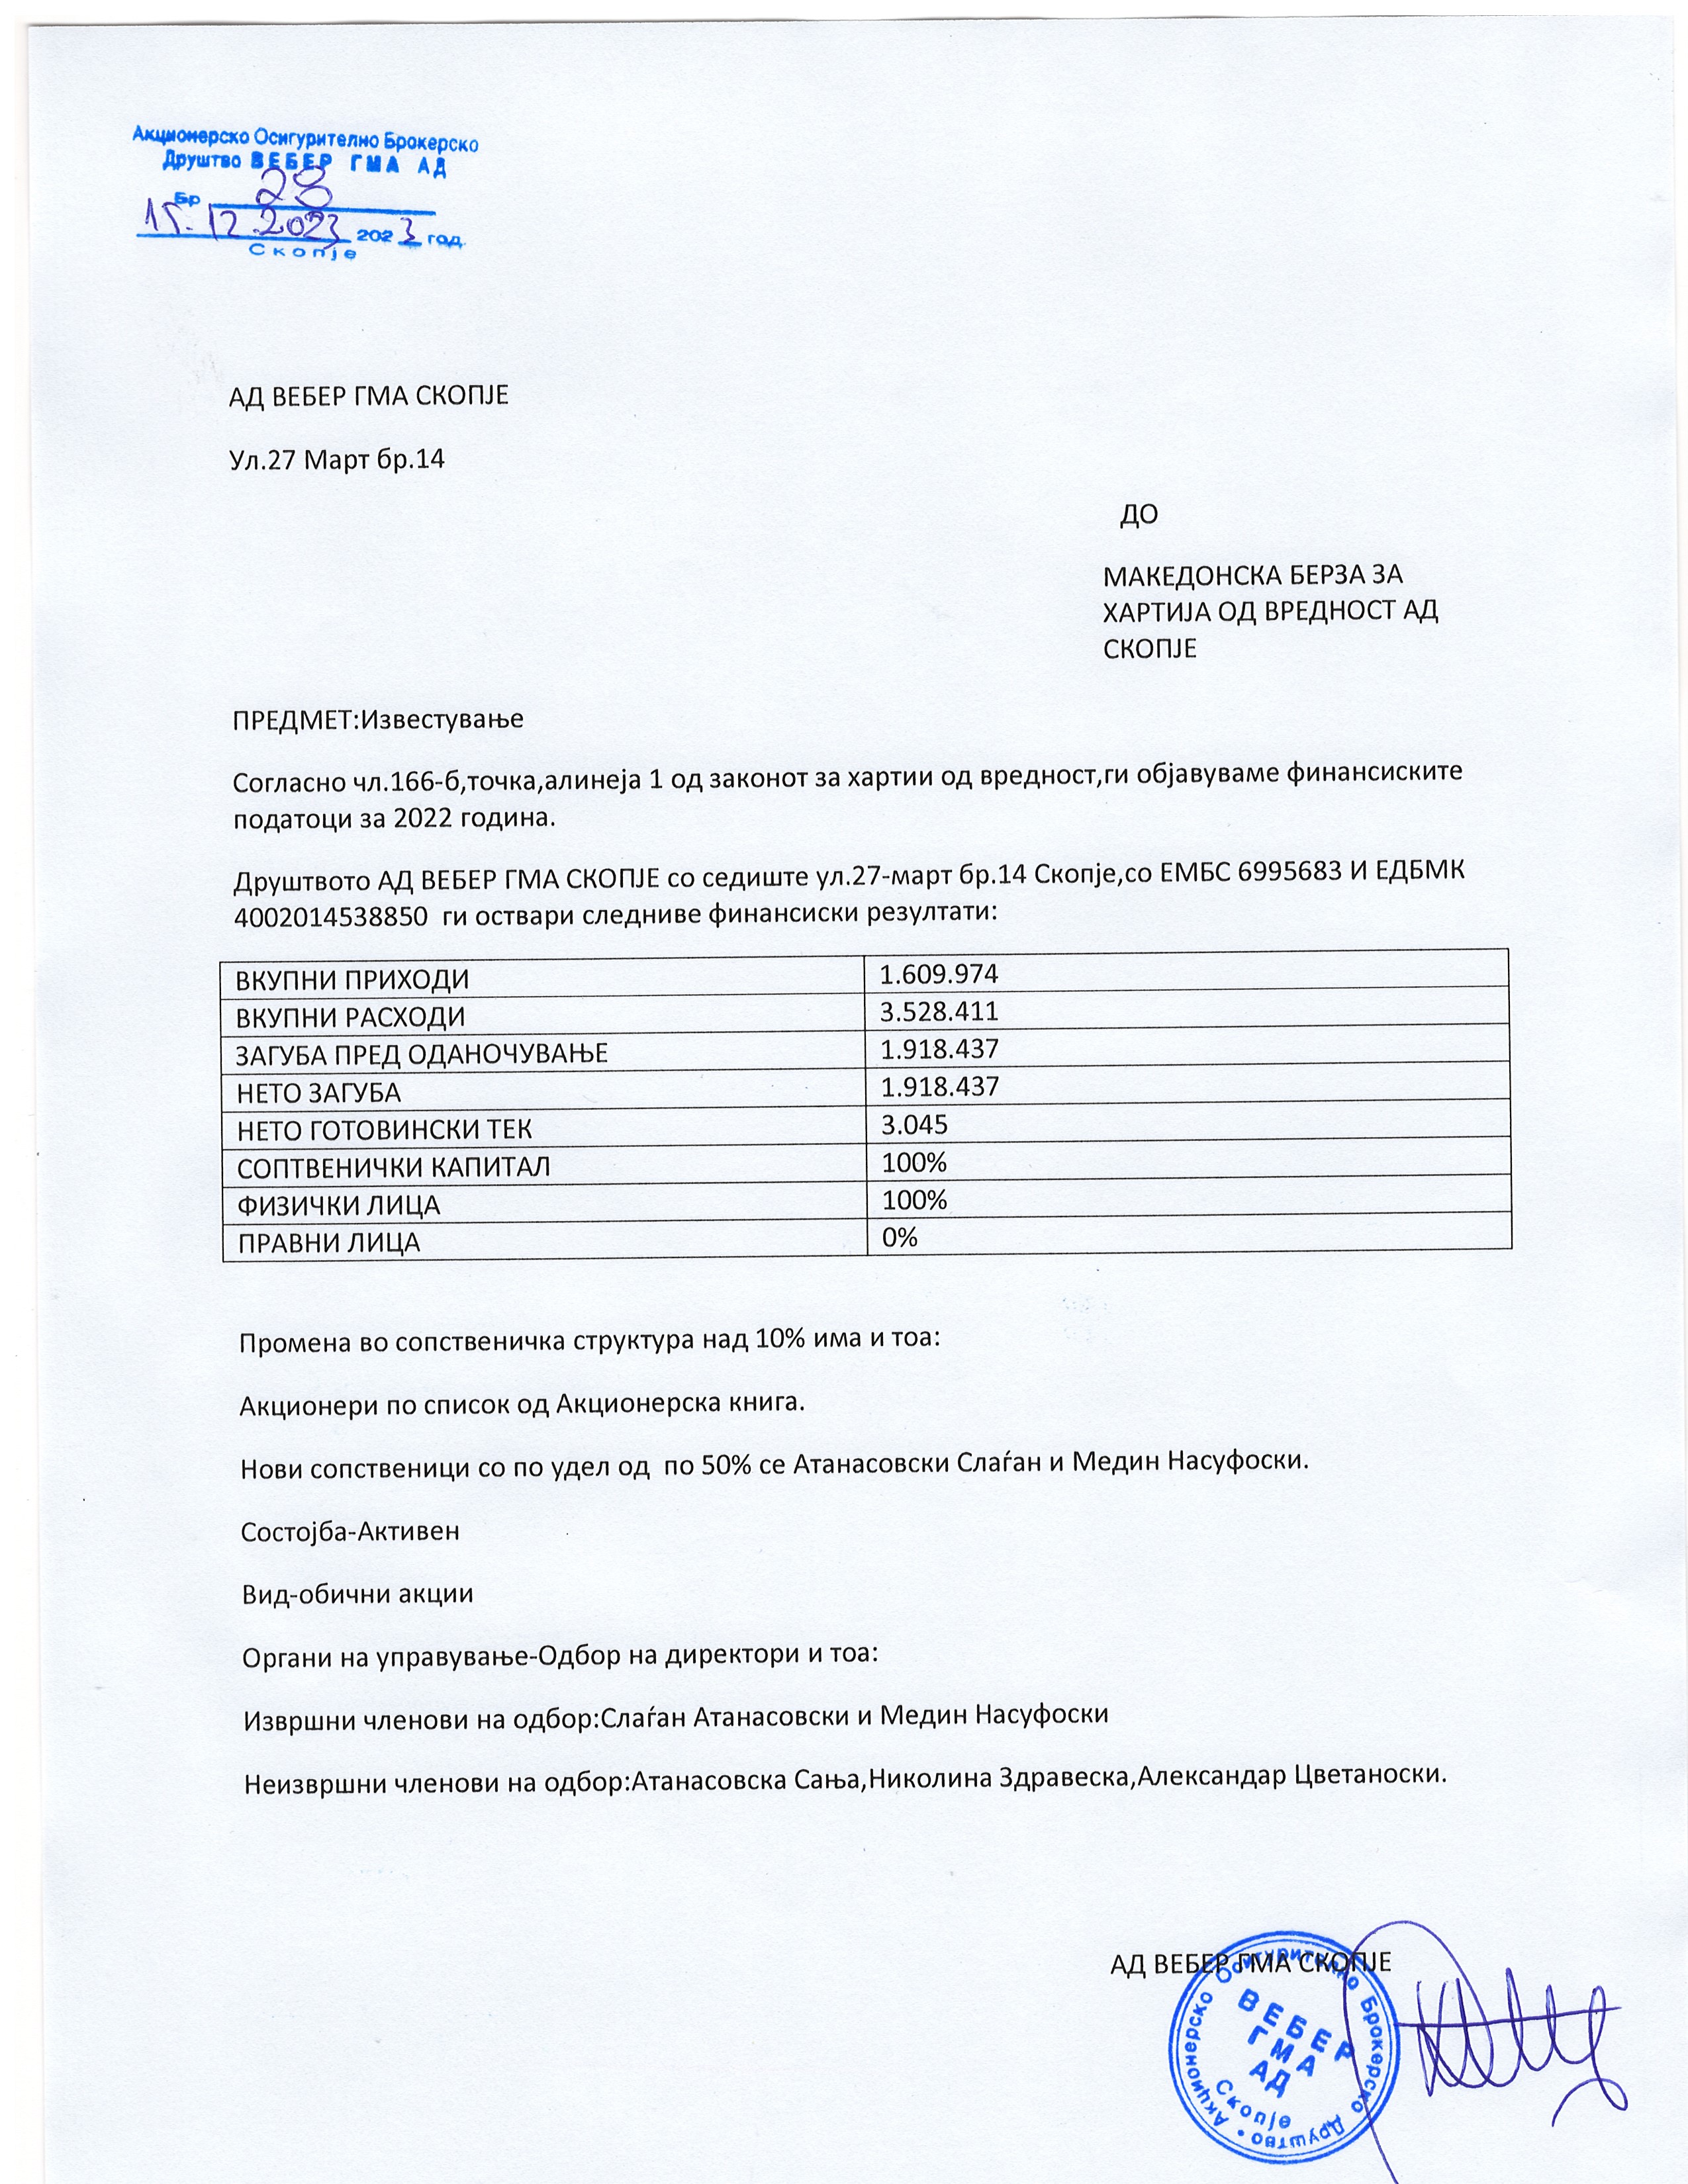 Акционерско Осигурително Брокерско
Друштво ВЕБЕР ГМА АД
Бр 28
15.12.2023 2023 год.
Скопје
АД ВЕБЕР ГМА СКОПЈЕ
Ул.27 Март бр.14
ДО
МАКЕДОНСКА БЕРЗА ЗА
ХАРТИЈА ОД ВРЕДНОСТ АД
СКОПЈЕ
ПРЕДМЕТ:Известување
Согласно чл.166-б,точка,алинеја 1 од законот за хартии од вредност,ги објавуваме финансиските
податоци за 2022 година.
Друштвото АД ВЕБЕР ГМА СКОПЈЕ со седиште ул.27-март бр.14 Скопје,со ЕМБС 6995683 И ЕДБМК
4002014538850 ги оствари следниве финансиски резултати:
ВКУПНИ ПРИХОДИ 1.609.974
ВКУПНИ РАСХОДИ 3.528.411
ЗАГУБА ПРЕД ОДАНОЧУВАЊЕ 1.918.437
НЕТО ЗАГУБА 1.918.437
НЕТО ГОТОВИНСКИ ТЕК 3.045
СОПТВЕНИЧКИ КАПИТАЛ 100%
ФИЗИЧКИ ЛИЦА 100%
ПРАВНИ ЛИЦА 0%
Промена во сопственичка структура над 10% има и тоа:
Акционери по список од Акционерска книга.
Нови сопственици со по удел од по 50% се Атанасовски Слаѓан и Медин Насуфоски.
Состојба-Активен
Вид-обични акции
Органи на управување-Одбор на директори и тоа:
Извршни членови на одбор:Слаѓан Атанасовски и Медин Насуфоски
Неизвршни членови на одбор:Атанасовска Сања,Николина Здравеска,Александар Цветаноски.
АД ВЕБЕР ГМА СКОПЈЕ
Акционерско Осигурително Брокерско Друштво
ВЕБЕР
ГМА
АД
Скопје